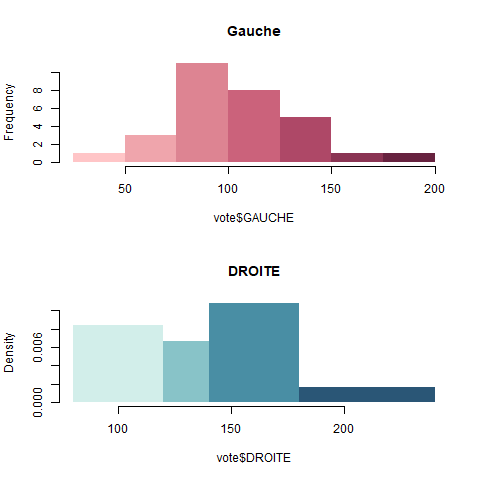 Gauche
Frequency
0 2 4 6 8
50 100 150 200
vote$GAUCHE
DROITE
Density
0.000 0.006
100 150 200
vote$DROITE